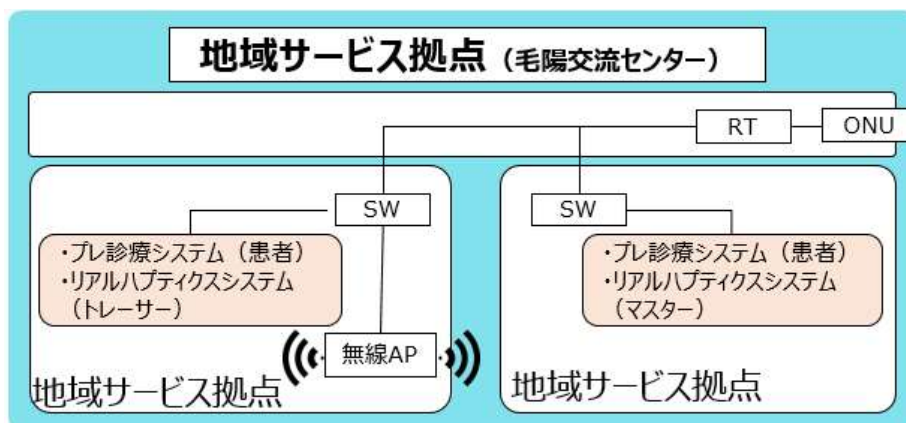 地域サービス拠点（毛陽交流センター）
RT
ONU
SW
・プレ診療システム（患者）
・リアルハプティクスシステム
（トレーサー）
無線AP
地域サービス拠点
SW
・プレ診療システム（患者）
・リアルハプティクスシステム
（マスター）
地域サービス拠点